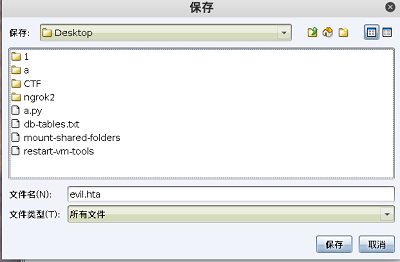 保存
保存: Desktop
1
a
CTF
ngrok2
a.py
db-tables.txt
mount-shared-folders
restart-vm-tools
文件名(N): evil.hta
文件类型(T): 所有文件
保存 取消